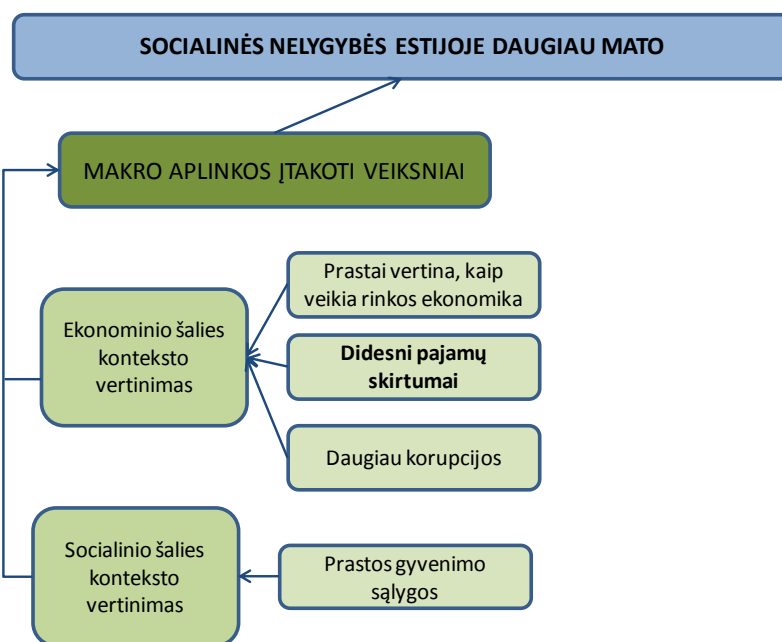 SOCIALINĖS NELYGYBĖS ESTIJOJE DAUGIAU MATO
MAKRO APLINKOS ĮTAKOTI VEIKSNIAI
Ekonominio šalies
konteksto
vertinimas
Prastai vertina, kaip
veikia rinkos ekonomika
Didesni pajamų
skirtumai
Daugiau korupcijos
Socialinio šalies
konteksto
vertinimas
Prastos gyvenimo
sąlygos